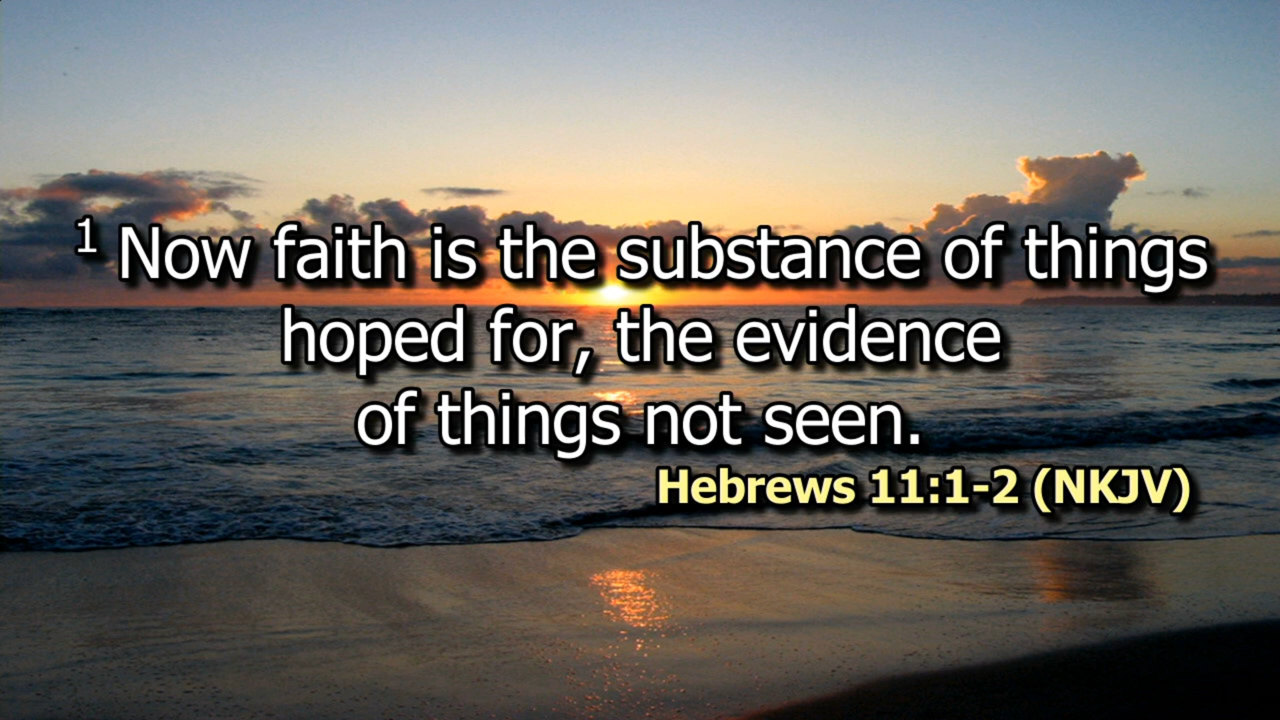 1 Now faith is the substance of things
hoped for, the evidence
of things not seen.
Hebrews 11:1-2 (NKJV)